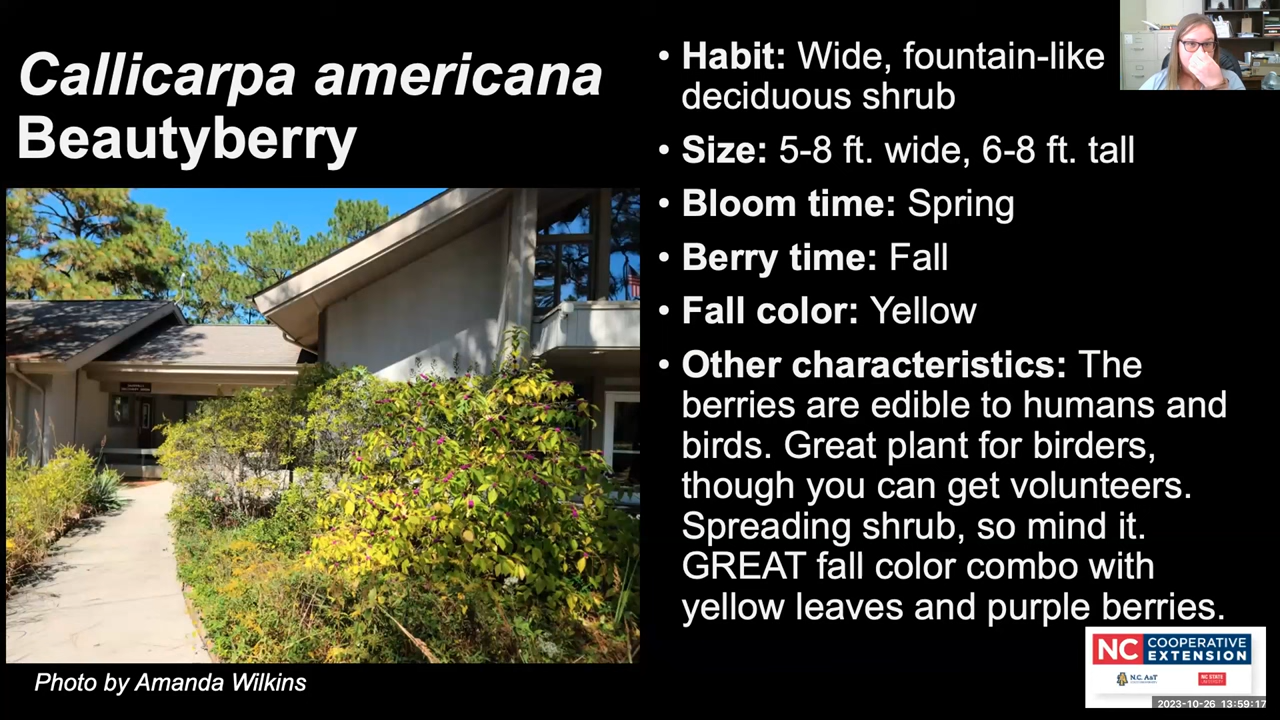 Callicarpa americana
Beautyberry
• Habit: Wide, fountain-like
deciduous shrub
• Size: 5-8 ft. wide, 6-8 ft. tall
• Bloom time: Spring
• Berry time: Fall
• Fall color: Yellow
• Other characteristics: The
berries are edible to humans and
birds. Great plant for birders,
though you can get volunteers.
Spreading shrub, so mind it.
GREAT fall color combo with
yellow leaves and purple berries.
Photo by Amanda Wilkins
NC COOPERATIVE
EXTENSION
N.C. A&T
NC STATE
2023-10-26 13:59:17